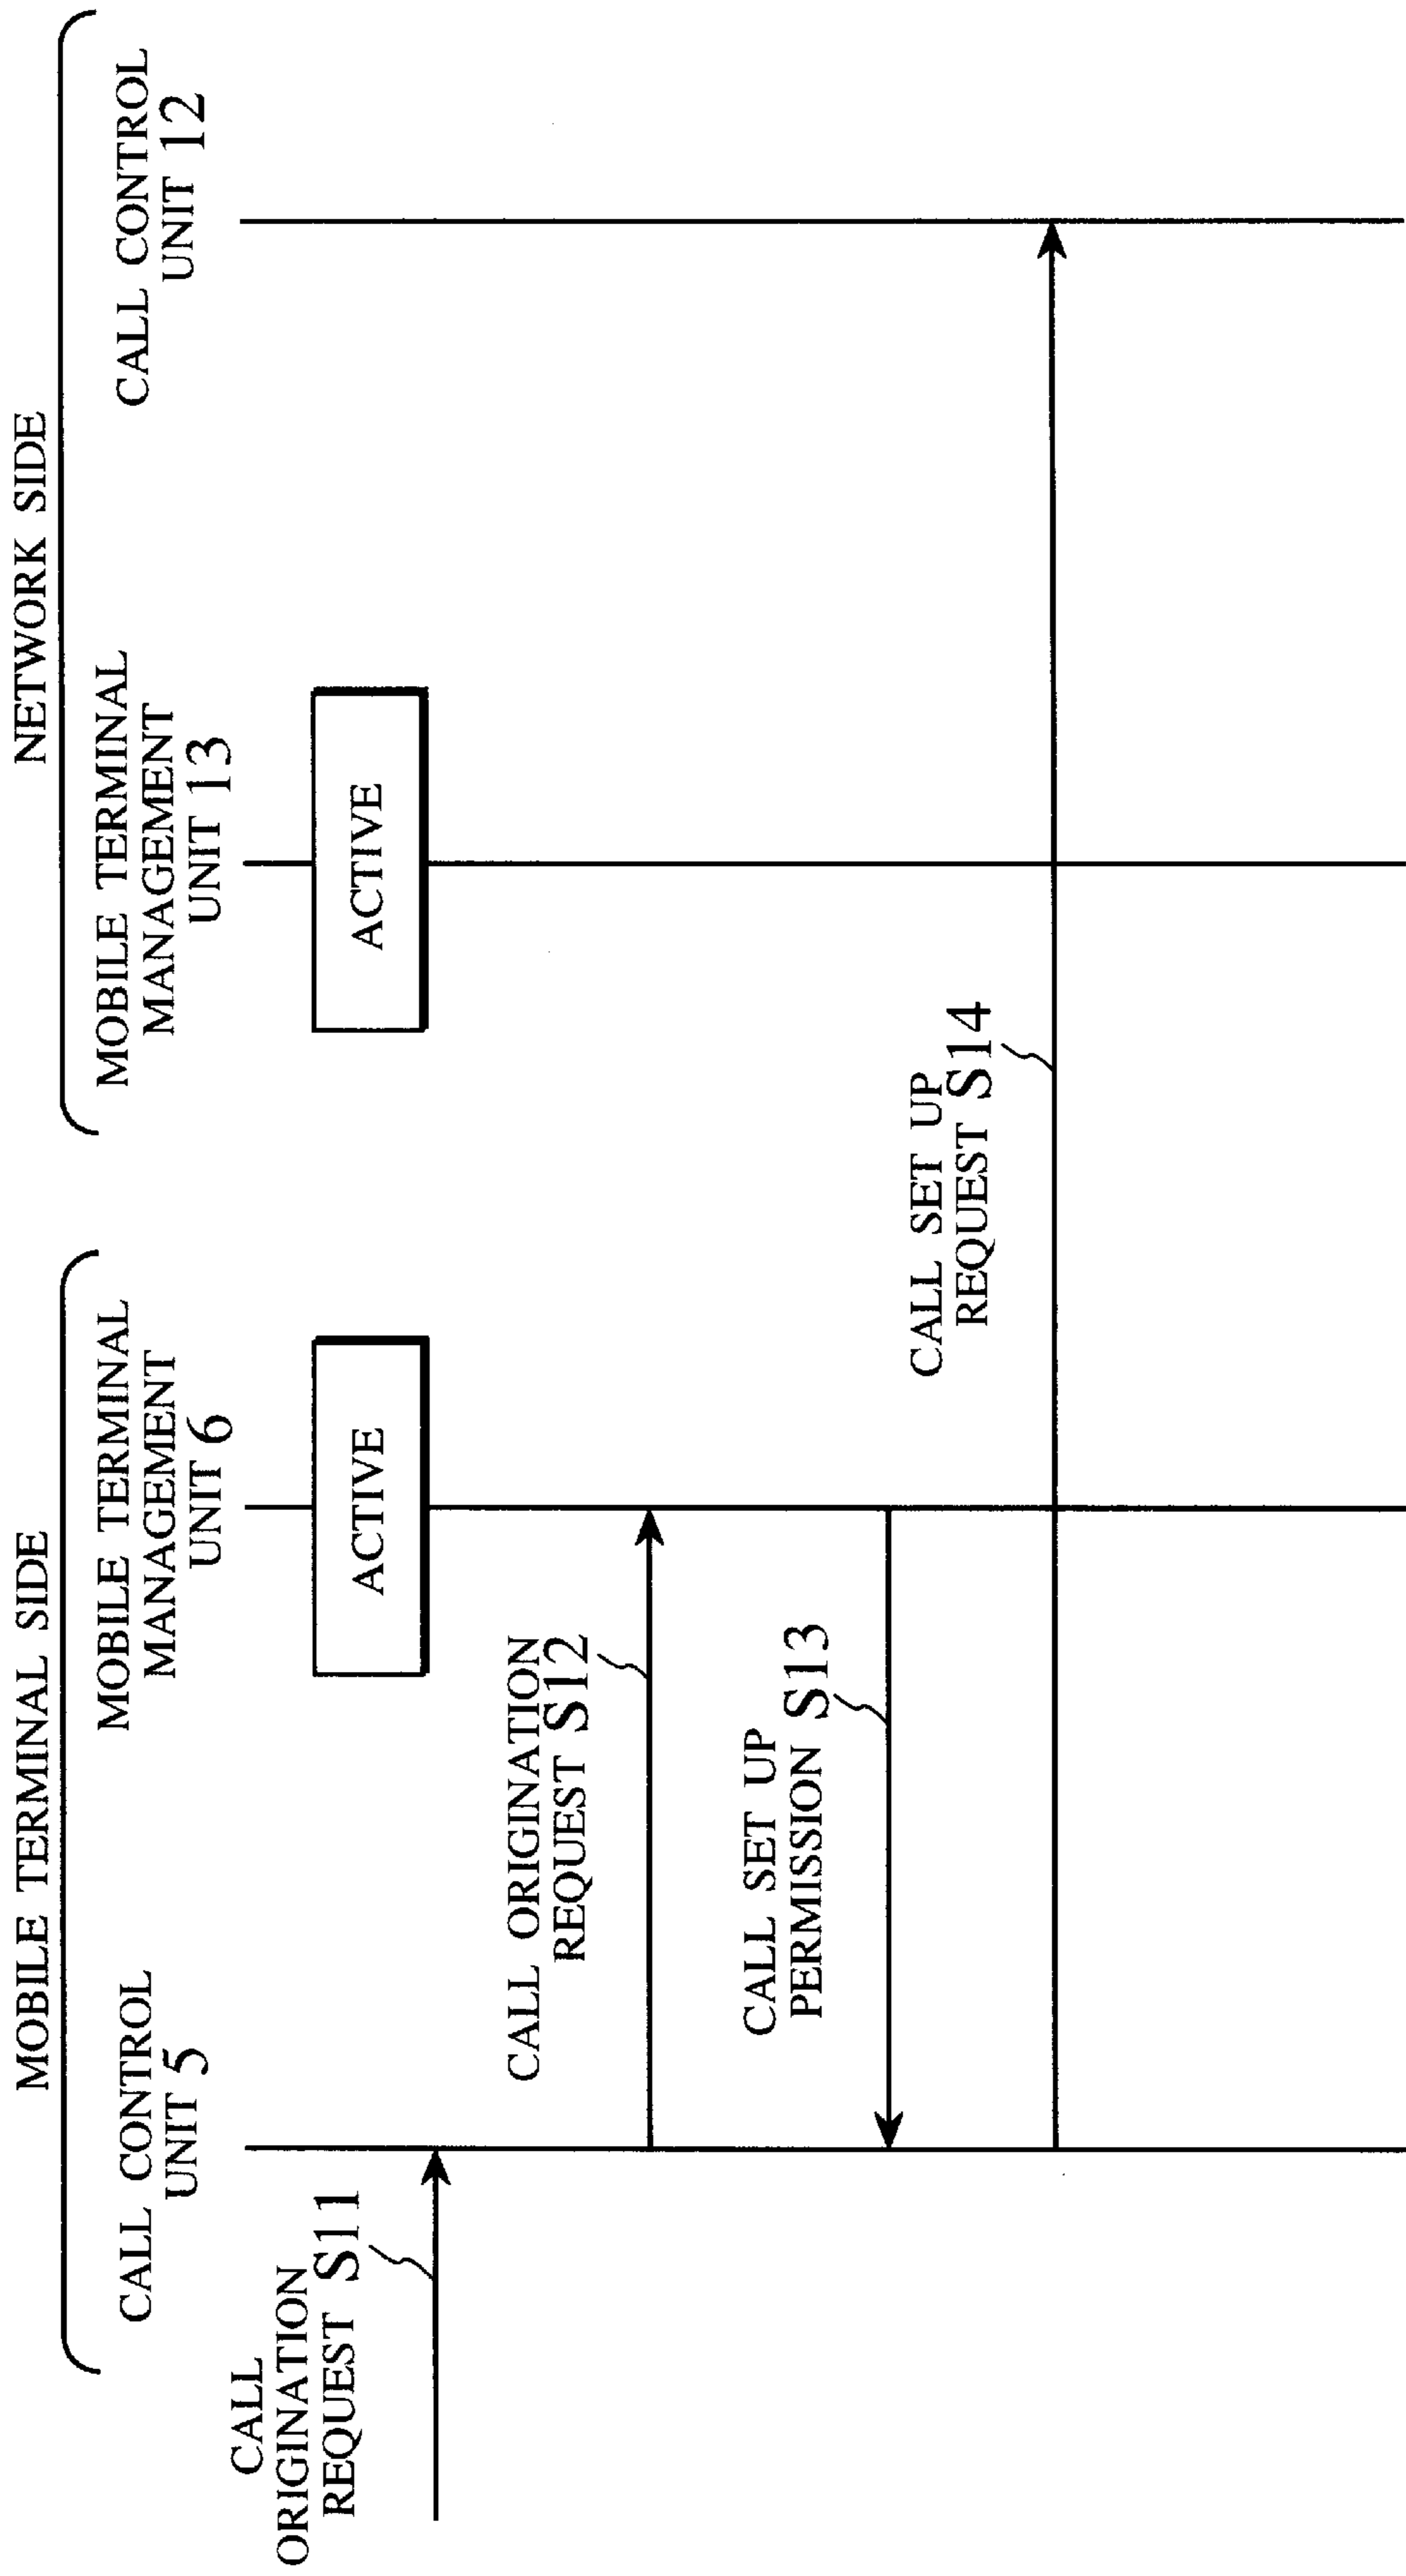 MOBILE TERMINAL SIDE
NETWORK SIDE
CALL CONTROL
UNIT 5
MOBILE TERMINAL
MANAGEMENT
UNIT 6
MOBILE TERMINAL
MANAGEMENT
UNIT 13
CALL CONTROL
UNIT 12
ACTIVE
ACTIVE
CALL
ORIGINATION
REQUEST S11
CALL ORIGINATION
REQUEST S12
CALL SET UP
PERMISSION S13
CALL SET UP
REQUEST S14